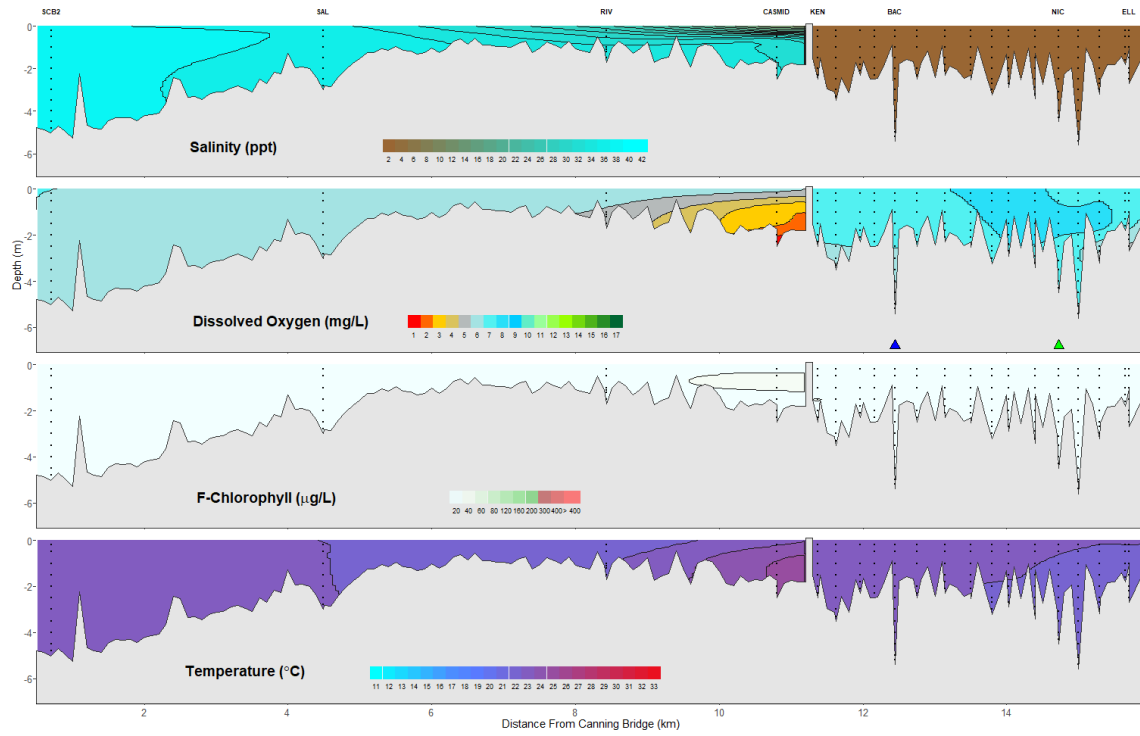 SCB2 SAL RIV CASMID KEN BAC NIC ELL
0
-2
-4
-6
Salinity (ppt)
2 4 6 8 10 12 14 16 18 20 22 24 26 28 30 32 34 36 38 40 42
0
-2
-4
-6
Depth (m)
Dissolved Oxygen (mg/L)
1 2 3 4 5 6 7 8 9 10 11 12 13 14 15 16 17
0
-2
-4
-6
F-Chlorophyll (μg/L)
20 40 60 80 120 160 200 300 400 > 400
0
-2
-4
-6
Temperature (°C)
11 12 13 14 15 16 17 18 19 20 21 22 23 24 25 26 27 28 29 30 31 32 33
2 4 6 8 10 12 14
Distance From Canning Bridge (km)